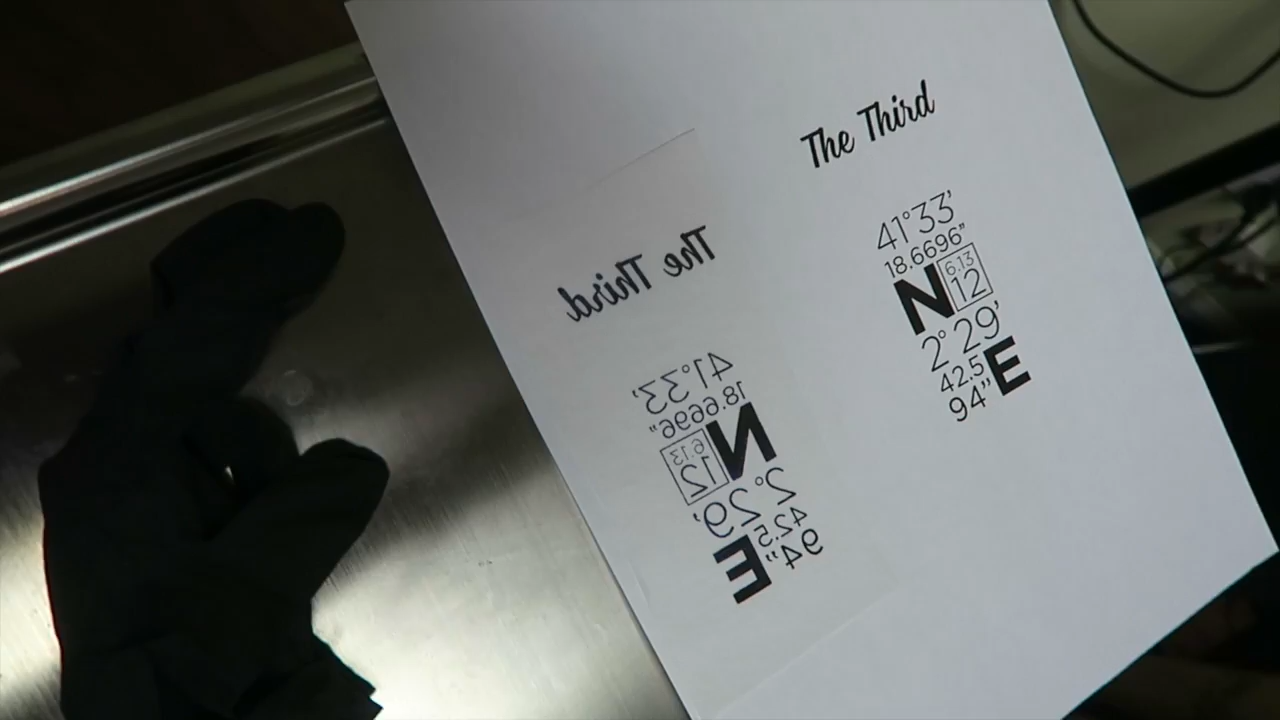 The Third
41°33'
18.6696"
N 6.13
12
2°29'
42.5 E
94"
The Third
41°33'
18.6696"
N 6.13
12
2°29'
42.5 E
94"